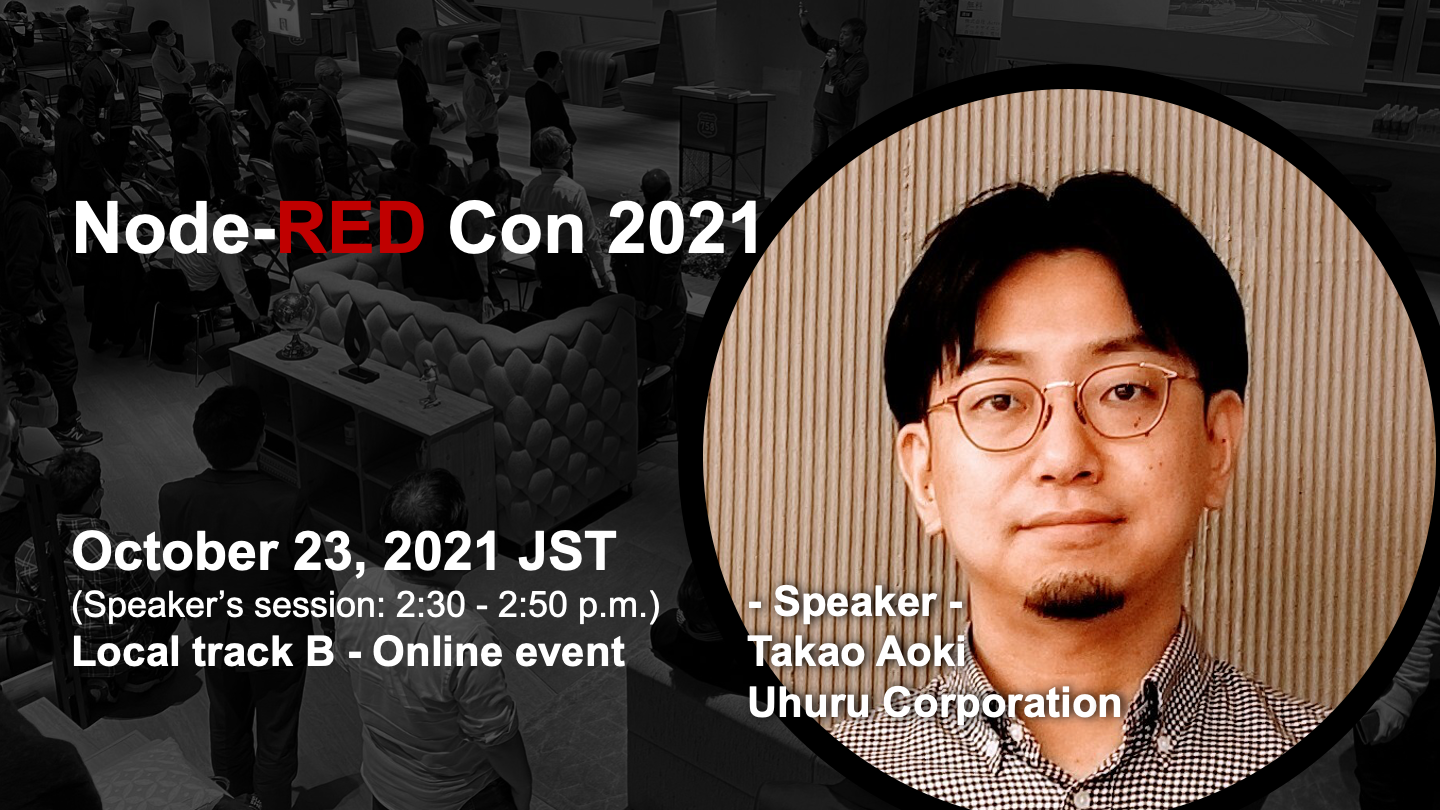 Node-RED Con 2021
October 23, 2021 JST
(Speaker’s session: 2:30 - 2:50 p.m.)
Local track B - Online event
- Speaker -
Takao Aoki
Uhuru Corporation